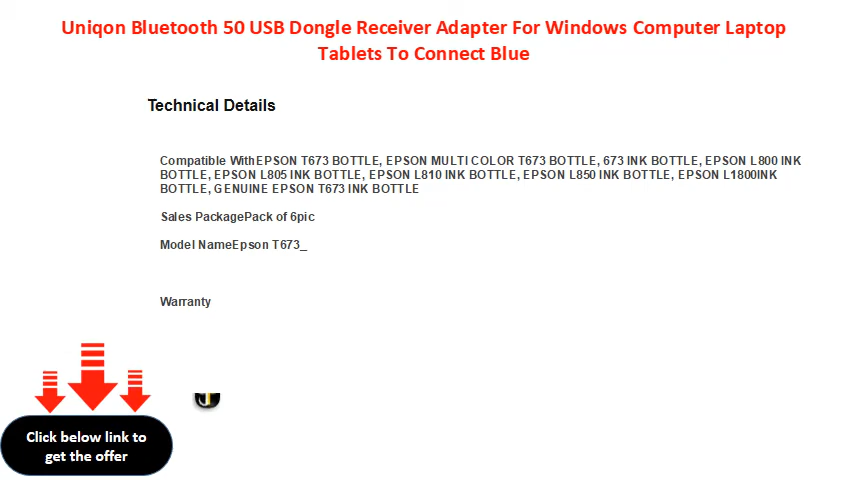 Uniqon Bluetooth 50 USB Dongle Receiver Adapter For Windows Computer Laptop
Tablets To Connect Blue
Technical Details
Compatible WithEPSON T673 BOTTLE, EPSON MULTI COLOR T673 BOTTLE, 673 INK BOTTLE, EPSON L800 INK
BOTTLE, EPSON L805 INK BOTTLE, EPSON L810 INK BOTTLE, EPSON L850 INK BOTTLE, EPSON L1800INK
BOTTLE, GENUINE EPSON T673 INK BOTTLE
Sales PackagePack of 6pic
Model NameEpson T673_
Warranty
Click below link to
get the offer